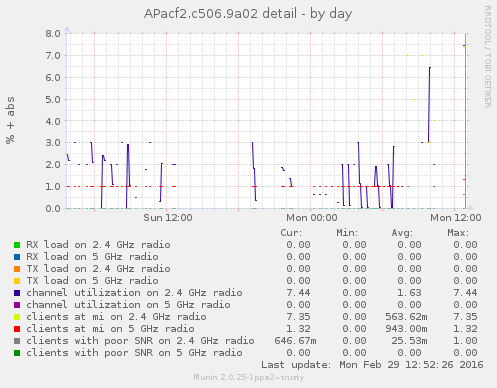 APacf2.c506.9a02 detail - by day
RRDTOOL / TOBI OETIKER
% + abs
8.0
7.0
6.0
5.0
4.0
3.0
2.0
1.0
0.0
Sun 12:00 Mon 00:00 Mon 12:00
Cur: Min: Avg: Max:
RX load on 2.4 GHz radio 0.00 0.00 0.00 0.00
RX load on 5 GHz radio 0.00 0.00 0.00 0.00
TX load on 2.4 GHz radio 0.00 0.00 0.00 0.00
TX load on 5 GHz radio 0.00 0.00 0.00 0.00
channel utilization on 2.4 GHz radio 7.44 0.00 1.63 7.44
channel utilization on 5 GHz radio 0.00 0.00 0.00 0.00
clients at mi on 2.4 GHz radio 7.35 0.00 563.62m 7.35
clients at mi on 5 GHz radio 1.32 0.00 943.00m 1.32
clients with poor SNR on 2.4 GHz radio 646.67m 0.00 25.53m 1.00
clients with poor SNR on 5 GHz radio 0.00 0.00 0.00 0.00
Last update: Mon Feb 29 12:52:26 2016
Munin 2.0.25-1ppa2~trusty